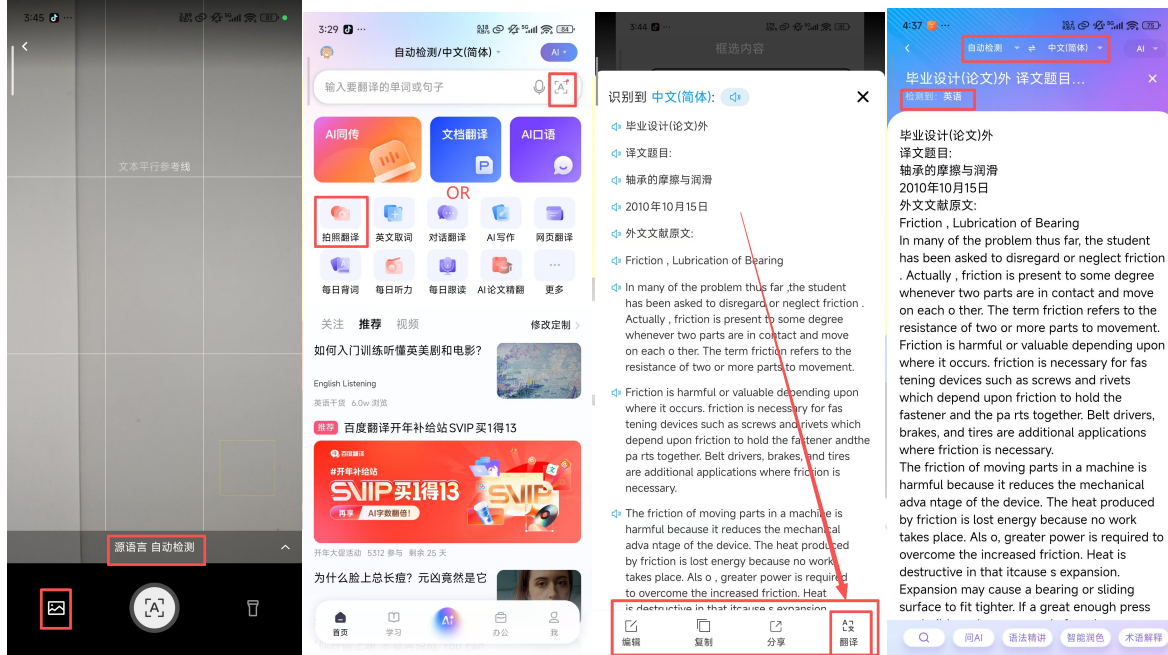 3:45
81
文本平行参考线
源语言 自动检测
3:29
84
自动检测/中文(简体)
AI
输入要翻译的单词或句子
AI同传
文档翻译
AI口语
OR
拍照翻译
英文取词
对话翻译
AI写作
网页翻译
每日背词
每日听力
每日跟读
AI论文精翻
更多
关注 推荐 视频
修改定制
如何入门训练听懂英美剧和电影?
English Listening
英语干货 6.0w 浏览
推荐 百度翻译开年补给站SVIP买1得13
百度翻译
#开年补给站
SVIP买1得13
再享 AI字数翻倍!
SVIP
开年大促活动 5312 参与 剩余 25 天
为什么脸上总长痘?元凶竟然是它
首页
学习
AI
办公
我
3:44
框选内容
识别到 中文(简体):
毕业设计(论文)外
译文题目:
轴承的摩擦与润滑
2010年10月15日
外文文献原文:
Friction , Lubrication of Bearing
In many of the problem thus far ,the student
has been asked to disregard or neglect friction .
Actually , friction is present to some degree
whenever two parts are in contact and move
on each o ther. The term friction refers to the
resistance of two or more parts to movement.
Friction is harmful or valuable depending upon
where it occurs. friction is necessary for fas
tening devices such as screws and rivets which
depend upon friction to hold the fastener andthe
pa rts together. Belt drivers, brakes, and tires
are additional applications where friction is
necessary.
The friction of moving parts in a machine is
harmful because it reduces the mechanical
adva ntage of the device. The heat produced
by friction is lost energy because no work
takes place. Als o , greater power is required
to overcome the increased friction. Heat
is destructive in that itcause s expansion.
编辑
复制
分享
翻译
4:37
75
自动检测
中文(简体)
AI
毕业设计(论文)外 译文题目...
检测到: 英语
毕业设计(论文)外
译文题目:
轴承的摩擦与润滑
2010年10月15日
外文文献原文:
Friction , Lubrication of Bearing
In many of the problem thus far, the student
has been asked to disregard or neglect friction
. Actually , friction is present to some degree
whenever two parts are in contact and move
on each o ther. The term friction refers to the
resistance of two or more parts to movement.
Friction is harmful or valuable depending upon
where it occurs. friction is necessary for fas
tening devices such as screws and rivets
which depend upon friction to hold the
fastener and the pa rts together. Belt drivers,
brakes, and tires are additional applications
where friction is necessary.
The friction of moving parts in a machine is
harmful because it reduces the mechanical
adva ntage of the device. The heat produced
by friction is lost energy because no work
takes place. Als o, greater power is required to
overcome the increased friction. Heat is
destructive in that itcause s expansion.
Expansion may cause a bearing or sliding
surface to fit tighter. If a great enough press
问AI
语法精讲
智能润色
术语解释